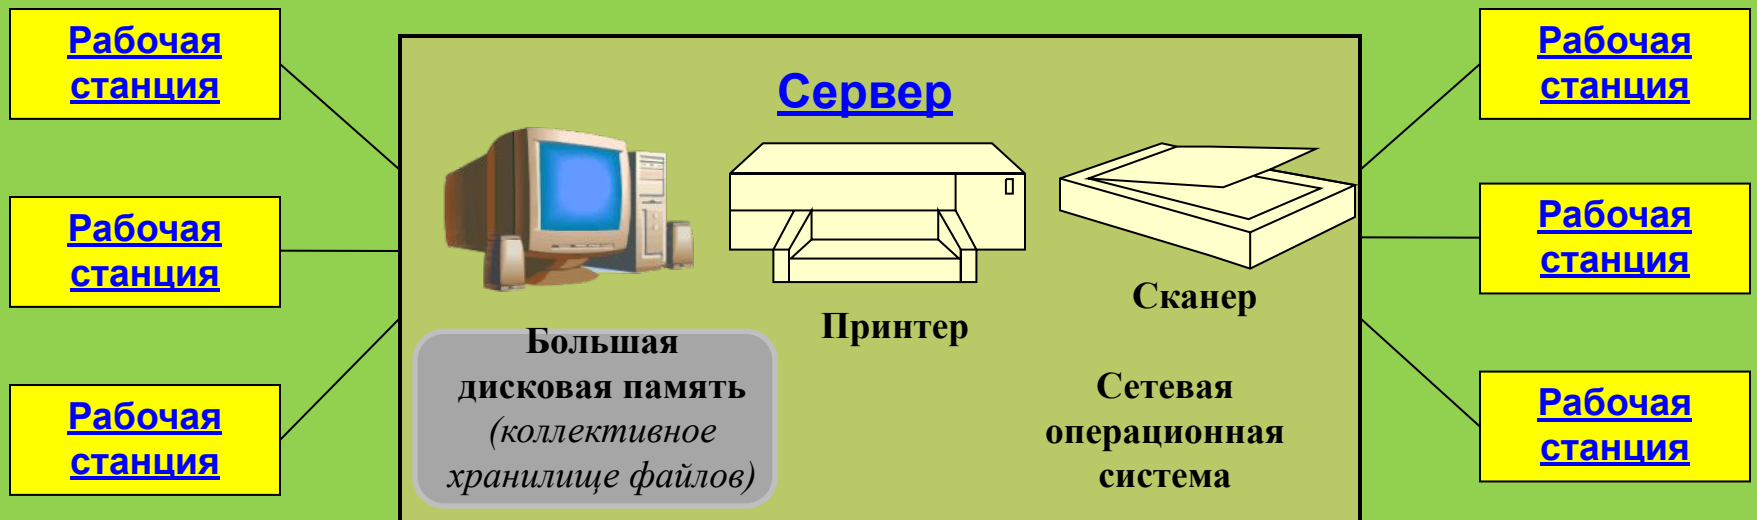 Рабочая
станция
Рабочая
станция
Рабочая
станция
Сервер
Принтер
Сканер
Большая
дисковая память
(коллективное
хранилище файлов)
Сетевая
операционная
система
Рабочая
станция
Рабочая
станция
Рабочая
станция